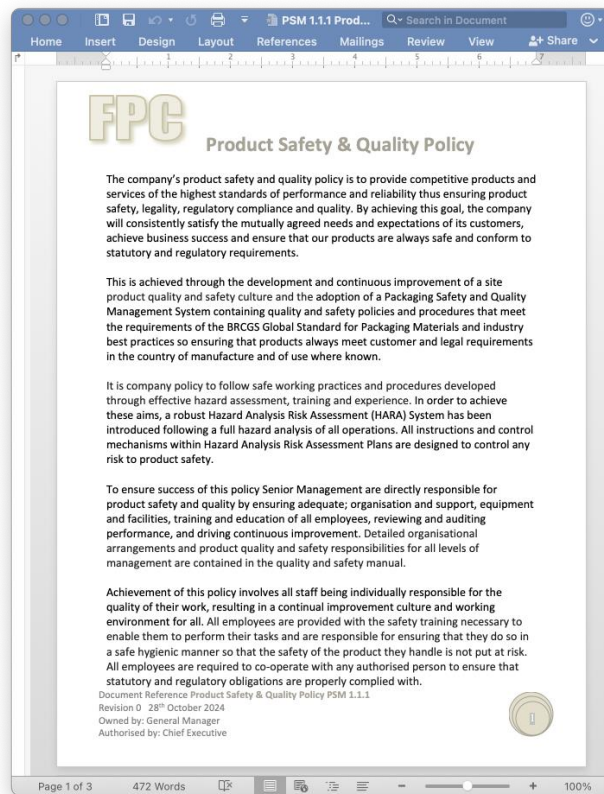 PSM 1.1.1 Prod...
Search in Document
Home Insert Design Layout References Mailings Review View Share
1 2 3 4 5 6 7
FPC
Product Safety & Quality Policy
The company's product safety and quality policy is to provide competitive products and
services of the highest standards of performance and reliability thus ensuring product
safety, legality, regulatory compliance and quality. By achieving this goal, the company
will consistently satisfy the mutually agreed needs and expectations of its customers,
achieve business success and ensure that our products are always safe and conform to
statutory and regulatory requirements.
This is achieved through the development and continuous improvement of a site
product quality and safety culture and the adoption of a Packaging Safety and Quality
Management System containing quality and safety policies and procedures that meet
the requirements of the BRCGS Global Standard for Packaging Materials and industry
best practices so ensuring that products always meet customer and legal requirements
in the country of manufacture and of use where known.
It is company policy to follow safe working practices and procedures developed
through effective hazard assessment, training and experience. In order to achieve
these aims, a robust Hazard Analysis Risk Assessment (HARA) System has been
introduced following a full hazard analysis of all operations. All instructions and control
mechanisms within Hazard Analysis Risk Assessment Plans are designed to control any
risk to product safety.
To ensure success of this policy Senior Management are directly responsible for
product safety and quality by ensuring adequate; organisation and support, equipment
and facilities, training and education of all employees, reviewing and auditing
performance, and driving continuous improvement. Detailed organisational
arrangements and product quality and safety responsibilities for all levels of
management are contained in the quality and safety manual.
Achievement of this policy involves all staff being individually responsible for the
quality of their work, resulting in a continual improvement culture and working
environment for all. All employees are provided with the safety training necessary to
enable them to perform their tasks and are responsible for ensuring that they do so in
a safe hygienic manner so that the safety of the product they handle is not put at risk.
All employees are required to co-operate with any authorised person to ensure that
statutory and regulatory obligations are properly complied with.
Document Reference Product Safety & Quality Policy PSM 1.1.1
Revision 0 28th October 2024
Owned by: General Manager
Authorised by: Chief Executive
1
Page 1 of 3 472 Words 100%